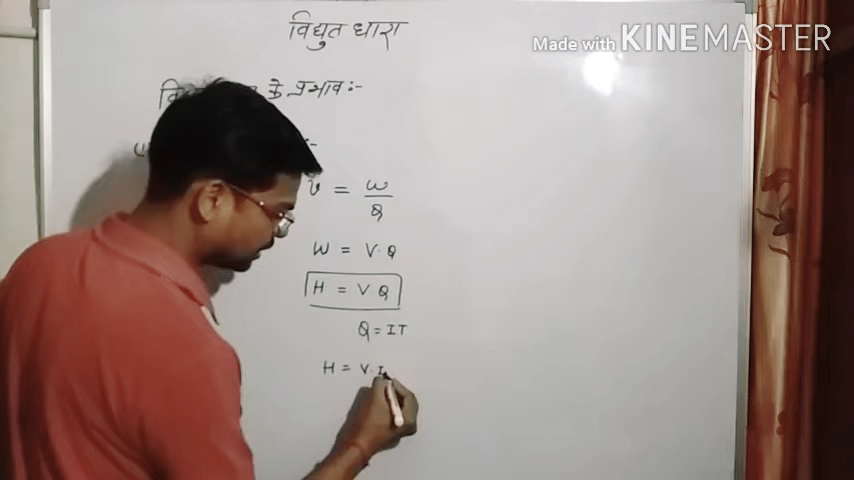 विद्युत धारा
Made with KINEMASTER
के प्रभाव :-
V = W/Q
W = V·Q
H = V Q
Q = IT
H = V·I